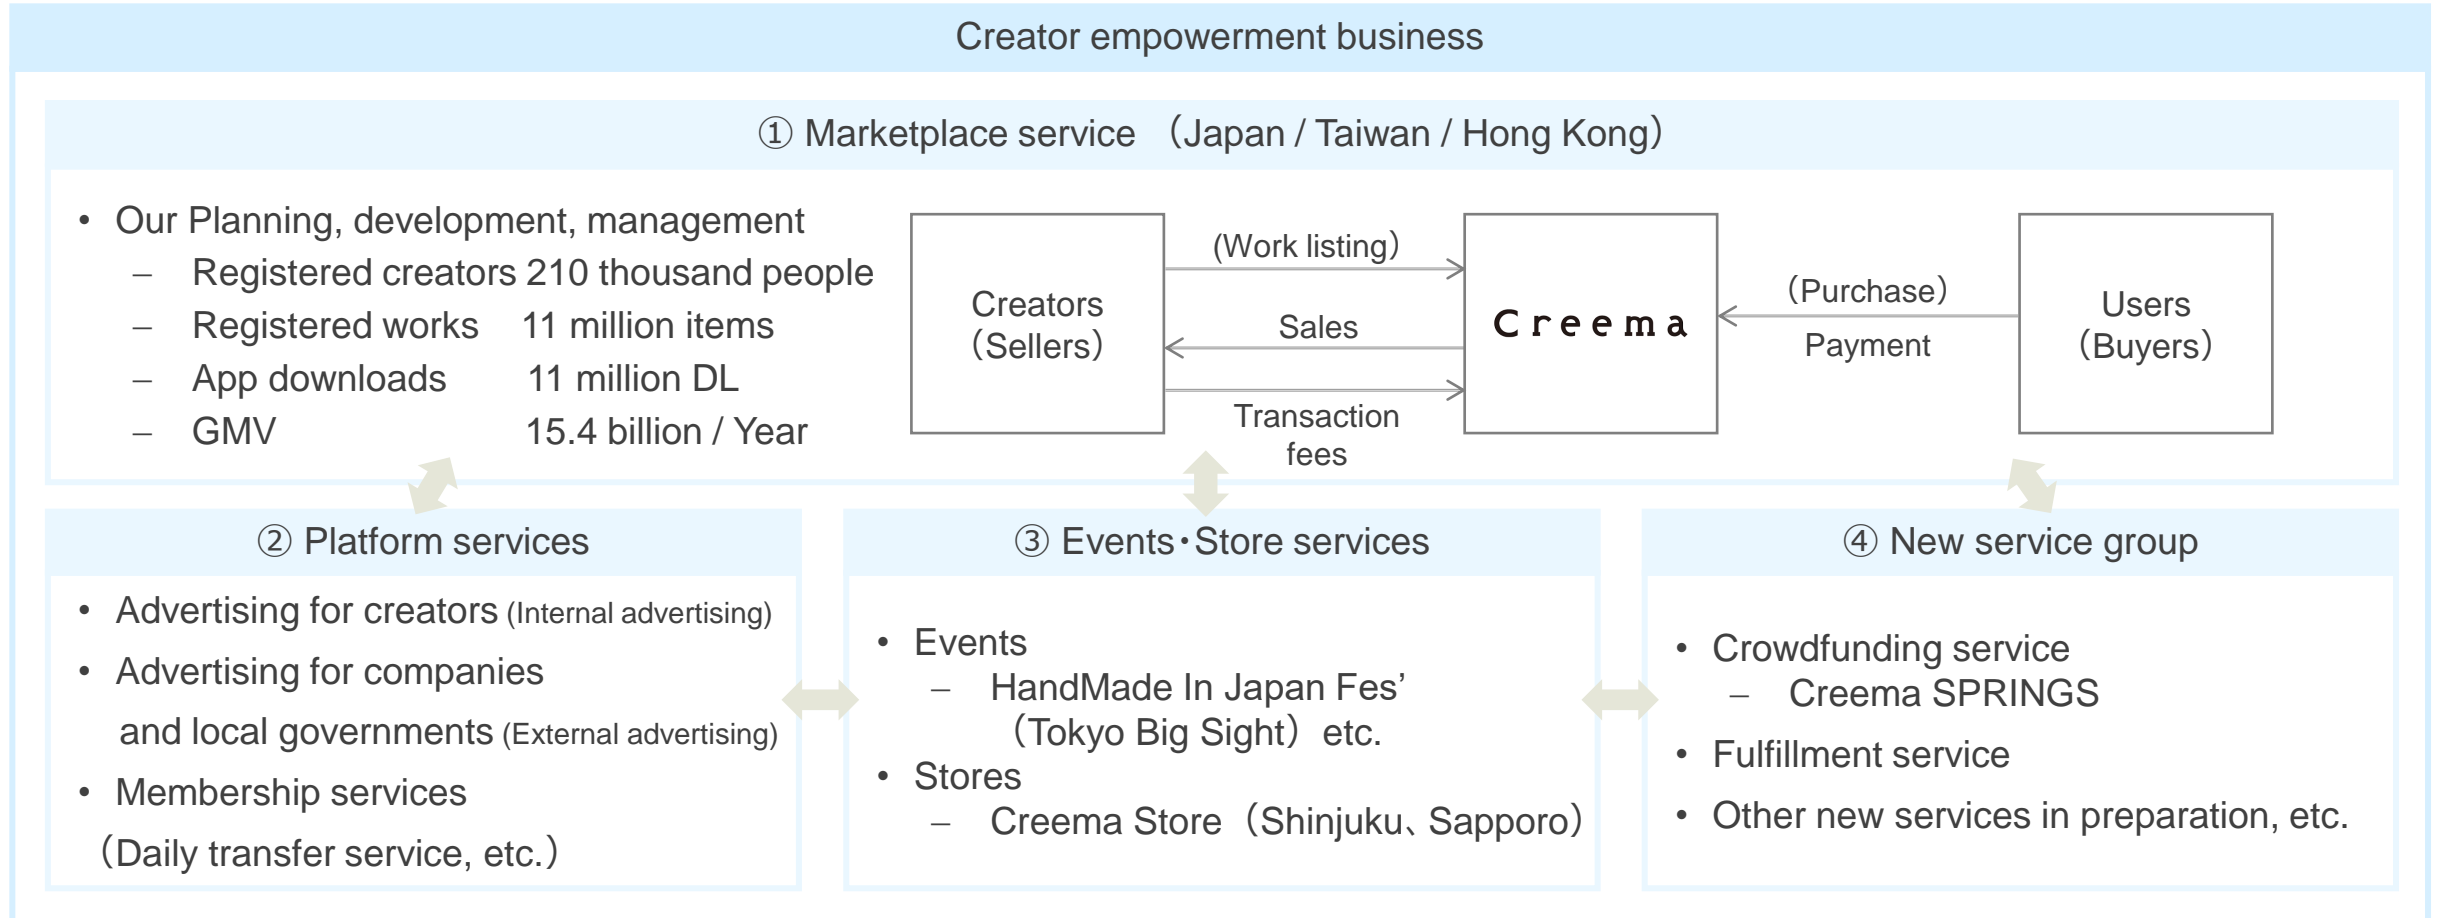 Creator empowerment business
① Marketplace service （Japan / Taiwan / Hong Kong）
• Our Planning, development, management
– Registered creators 210 thousand people
– Registered works 11 million items
– App downloads 11 million DL
– GMV 15.4 billion / Year
Creators
（Sellers）
(Work listing）
Sales
Transaction
fees
Creema
（Purchase）
Payment
Users
（Buyers）
② Platform services
• Advertising for creators (Internal advertising)
• Advertising for companies
and local governments (External advertising)
• Membership services
（Daily transfer service, etc.）
③ Events･Store services
• Events
– HandMade In Japan Fes’
（Tokyo Big Sight）etc.
• Stores
– Creema Store（Shinjuku、Sapporo）
④ New service group
• Crowdfunding service
– Creema SPRINGS
• Fulfillment service
• Other new services in preparation, etc.